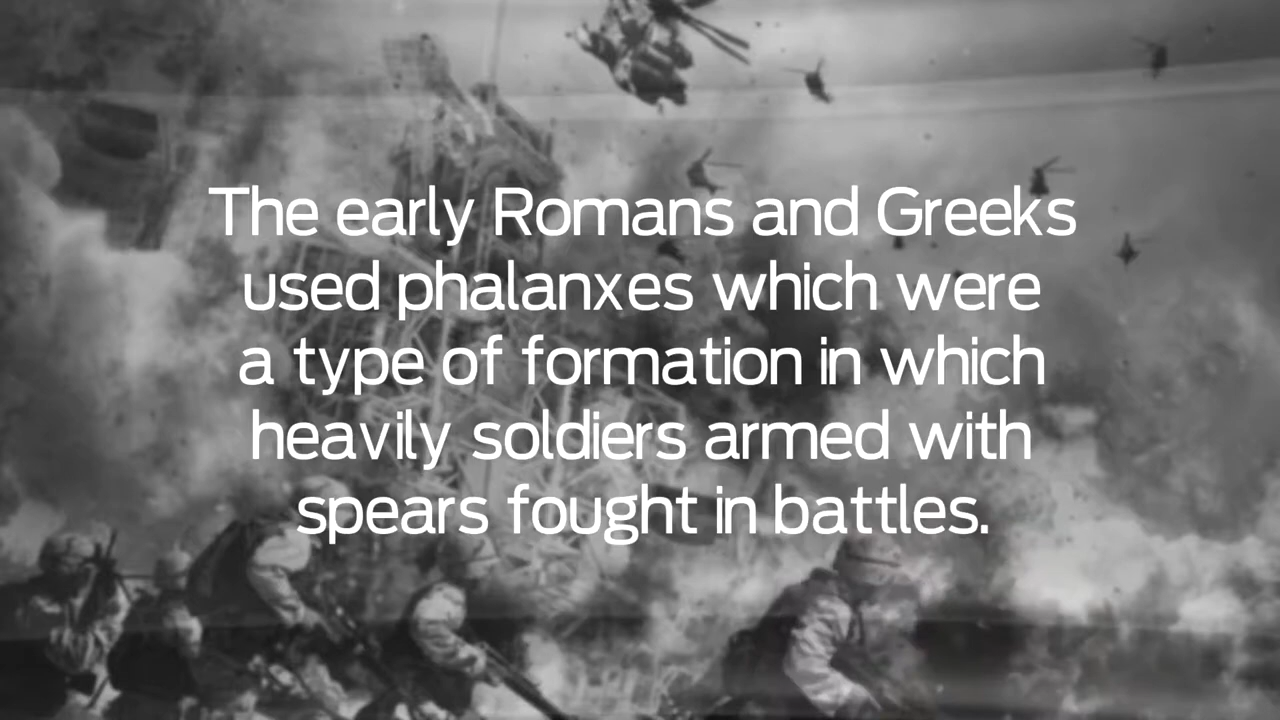 The early Romans and Greeks
used phalanxes which were
a type of formation in which
heavily soldiers armed with
spears fought in battles.